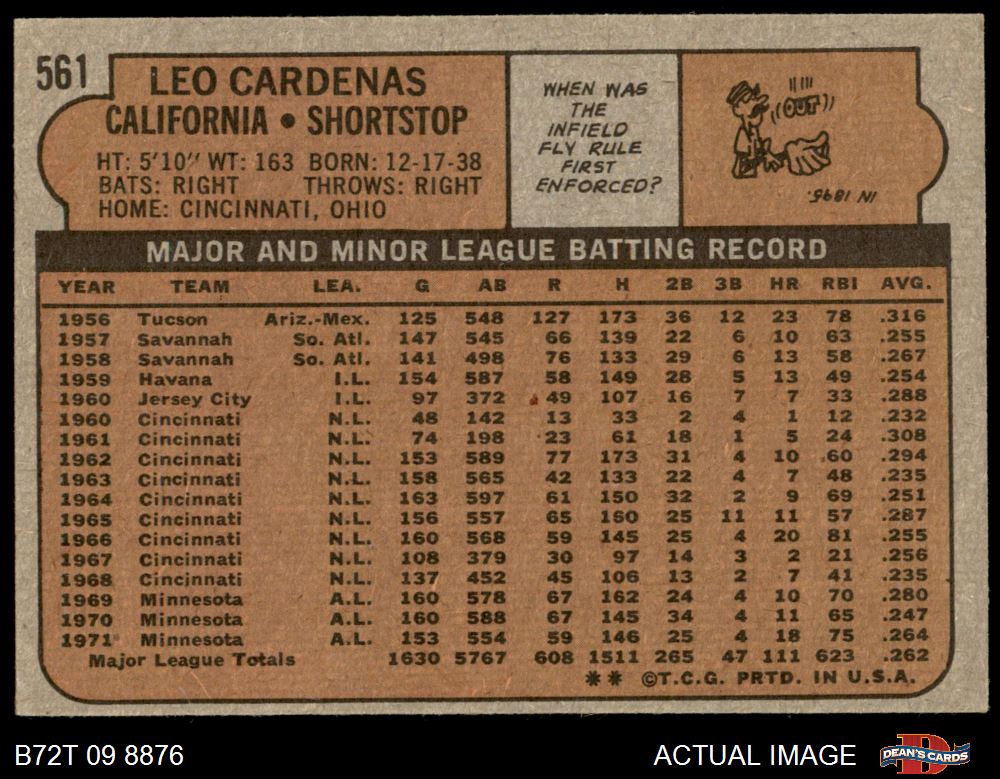 561
LEO CARDENAS
CALIFORNIA • SHORTSTOP
HT: 5'10" WT: 163 BORN: 12-17-38
BATS: RIGHT THROWS: RIGHT
HOME: CINCINNATI, OHIO
WHEN WAS
THE
INFIELD
FLY RULE
FIRST
ENFORCED?
OUT
IN 1895.
MAJOR AND MINOR LEAGUE BATTING RECORD
YEAR TEAM LEA. G AB R H 2B 3B HR RBI AVG.
1956 Tucson Ariz.-Mex. 125 548 127 173 36 12 23 78 .316
1957 Savannah So. Atl. 147 545 66 139 22 6 10 63 .255
1958 Savannah So. Atl. 141 498 76 133 29 6 13 58 .267
1959 Havana I.L. 154 587 58 149 28 5 13 49 .254
1960 Jersey City I.L. 97 372 49 107 16 7 7 33 .288
1960 Cincinnati N.L. 48 142 13 33 2 4 1 12 .232
1961 Cincinnati N.L. 74 198 23 61 18 1 5 24 .308
1962 Cincinnati N.L. 153 589 77 173 31 4 10 60 .294
1963 Cincinnati N.L. 158 565 42 133 22 4 7 48 .235
1964 Cincinnati N.L. 163 597 61 150 32 2 9 69 .251
1965 Cincinnati N.L. 156 557 65 160 25 11 11 57 .287
1966 Cincinnati N.L. 160 568 59 145 25 4 20 81 .255
1967 Cincinnati N.L. 108 379 30 97 14 3 2 21 .256
1968 Cincinnati N.L. 137 452 45 106 13 2 7 41 .235
1969 Minnesota A.L. 160 578 67 162 24 4 10 70 .280
1970 Minnesota A.L. 160 588 67 145 34 4 11 65 .247
1971 Minnesota A.L. 153 554 59 146 25 4 18 75 .264
Major League Totals 1630 5767 608 1511 265 47 111 623 .262
** ©T.C.G. PRTD. IN U.S.A.
B72T 09 8876
ACTUAL IMAGE
D
DEAN'S CARDS